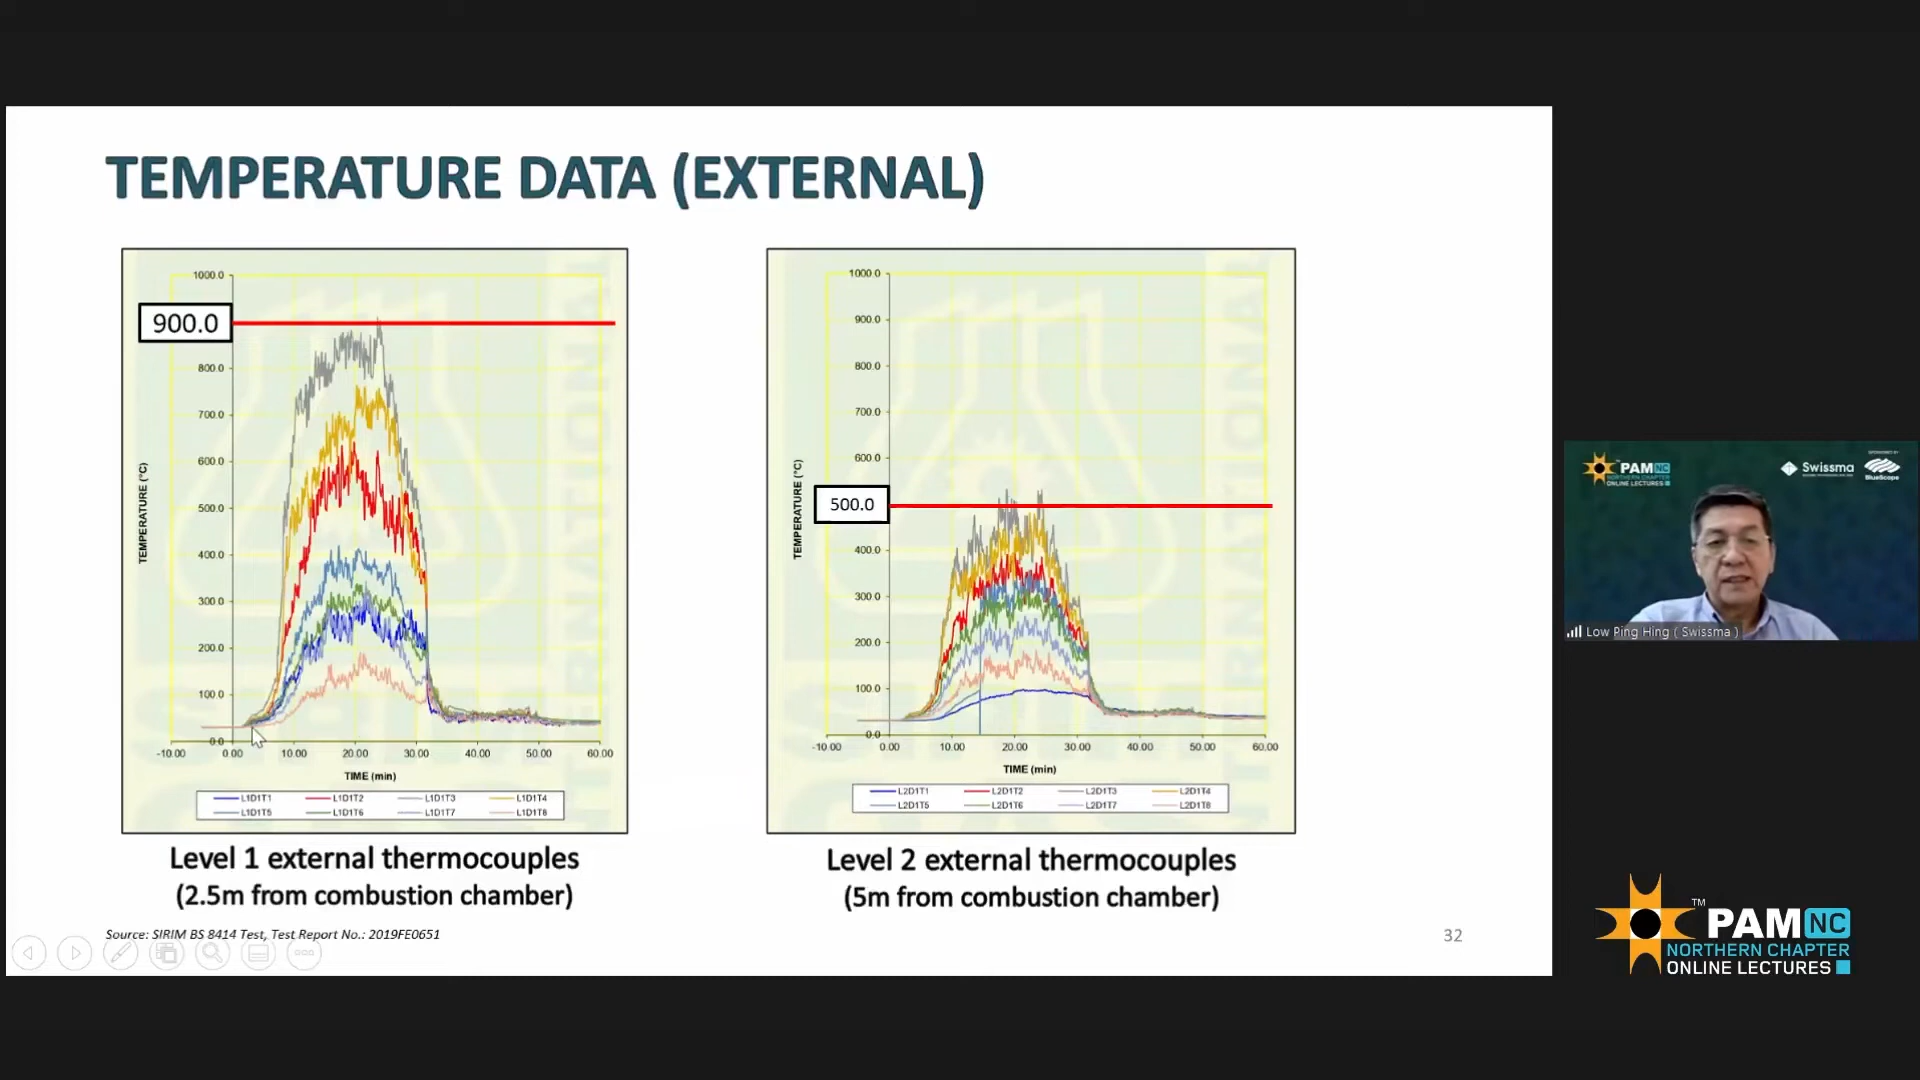 TEMPERATURE DATA (EXTERNAL)
1000.0
900.0
800.0
700.0
600.0
500.0
400.0
300.0
200.0
100.0
0.0
-10.00 0.00 10.00 20.00 30.00 40.00 50.00 60.00
TEMPERATURE (°C)
TIME (min)
L1D1T1 L1D1T2 L1D1T3 L1D1T4
L1D1T5 L1D1T6 L1D1T7 L1D1T8
Level 1 external thermocouples
(2.5m from combustion chamber)
1000.0
900.0
800.0
700.0
600.0
500.0
400.0
300.0
200.0
100.0
0.0
-10.00 0.00 10.00 20.00 30.00 40.00 50.00 60.00
TEMPERATURE (°C)
TIME (min)
L2D1T1 L2D1T2 L2D1T3 L2D1T4
L2D1T5 L2D1T6 L2D1T7 L2D1T8
Level 2 external thermocouples
(5m from combustion chamber)
Source: SIRIM BS 8414 Test, Test Report No.: 2019FE0651
32
PAM NC
NORTHERN CHAPTER
ONLINE LECTURES
Swissma
BlueScope
Low Ping Hing ( Swissma )
TM
PAM NC
NORTHERN CHAPTER
ONLINE LECTURES